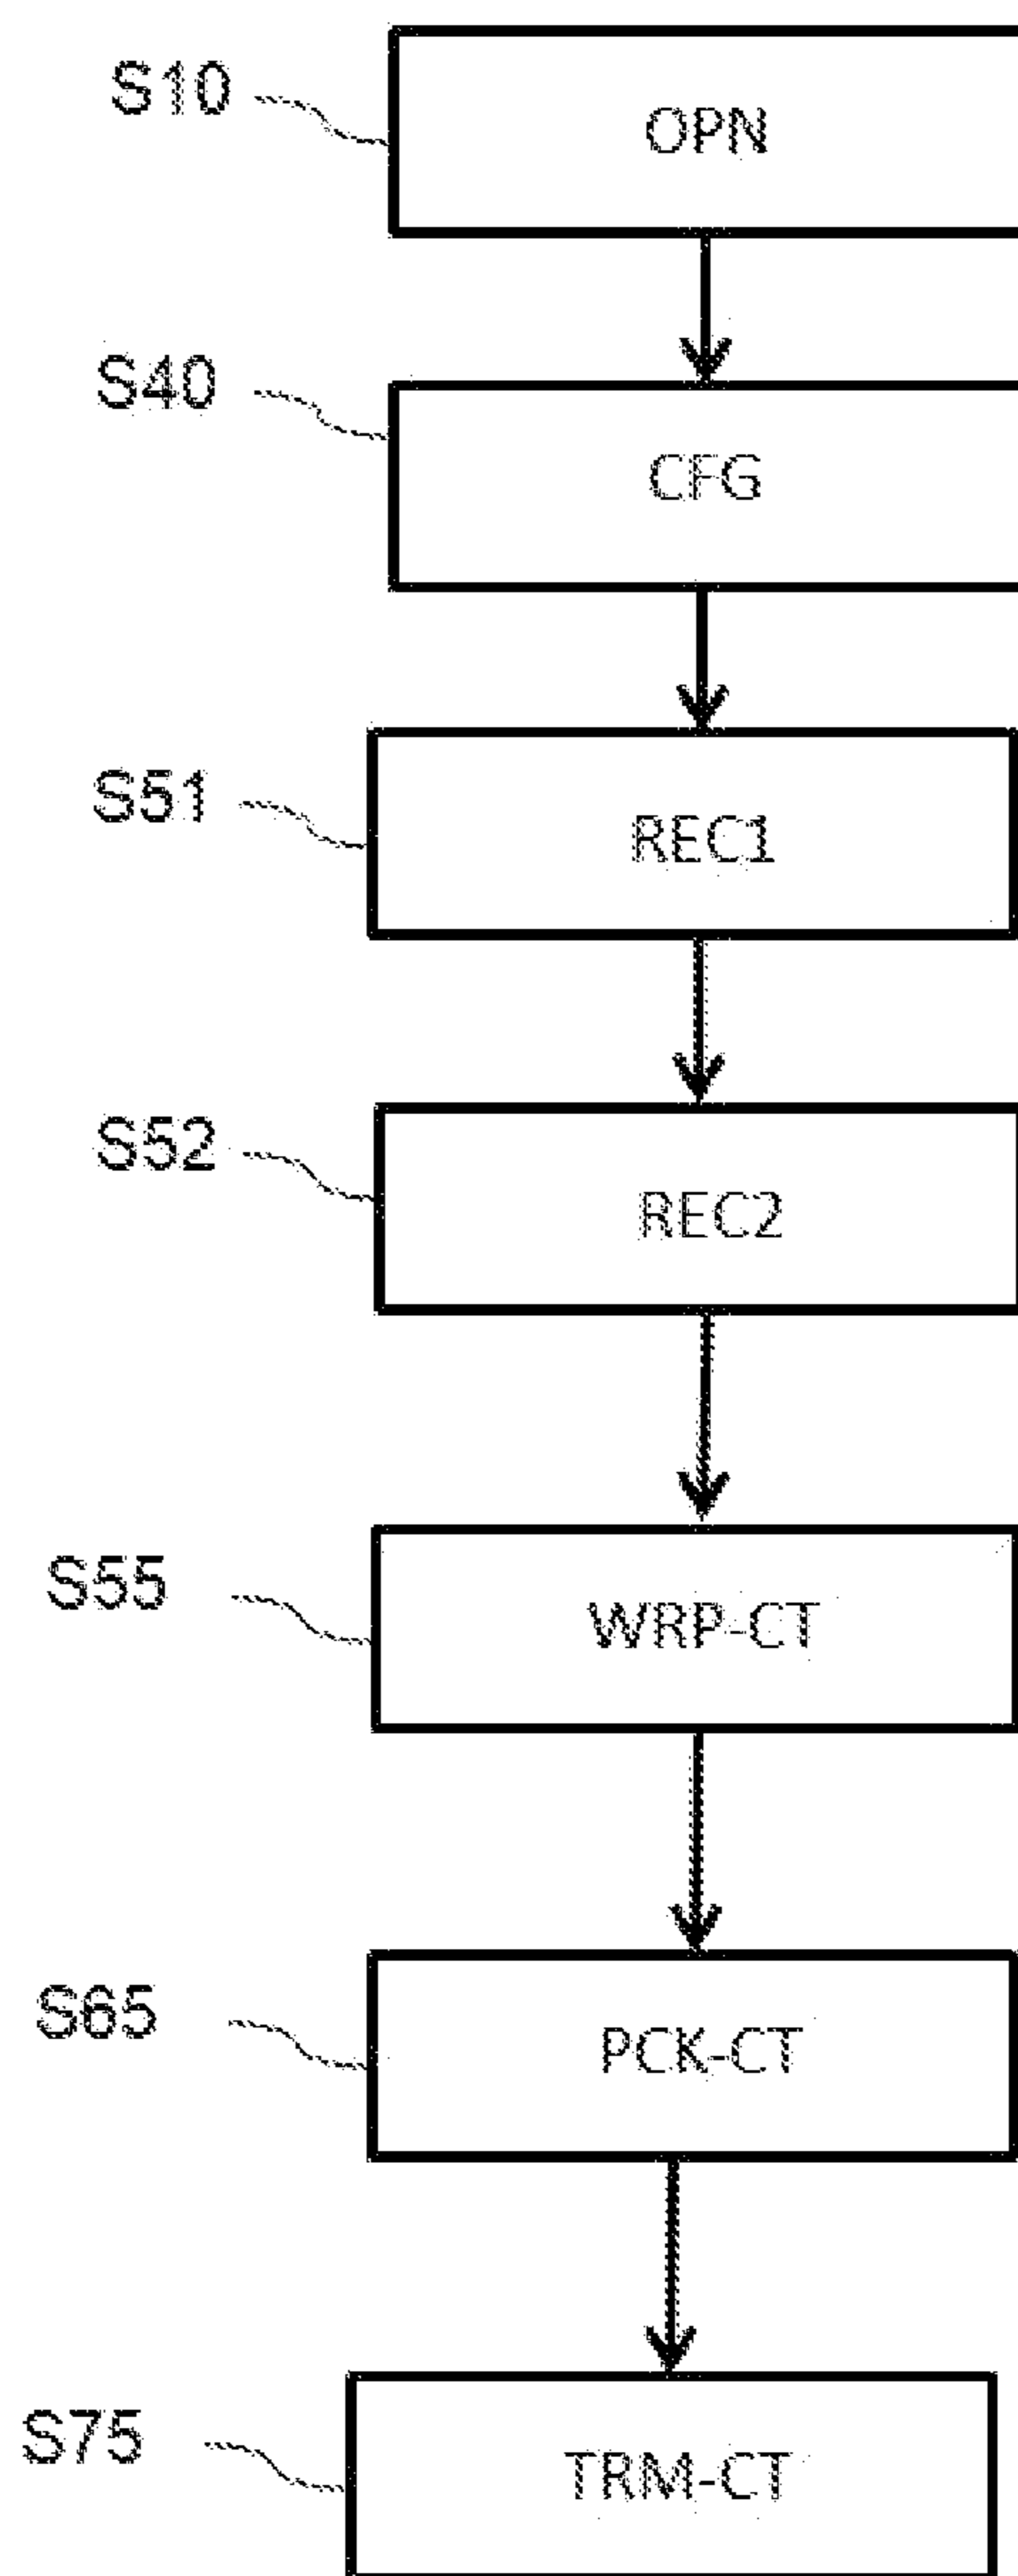 S10
OPN
S40
CFG
S51
REC1
S52
REC2
S55
WRP-CT
S65
PCK-CT
S75
TRM-CT